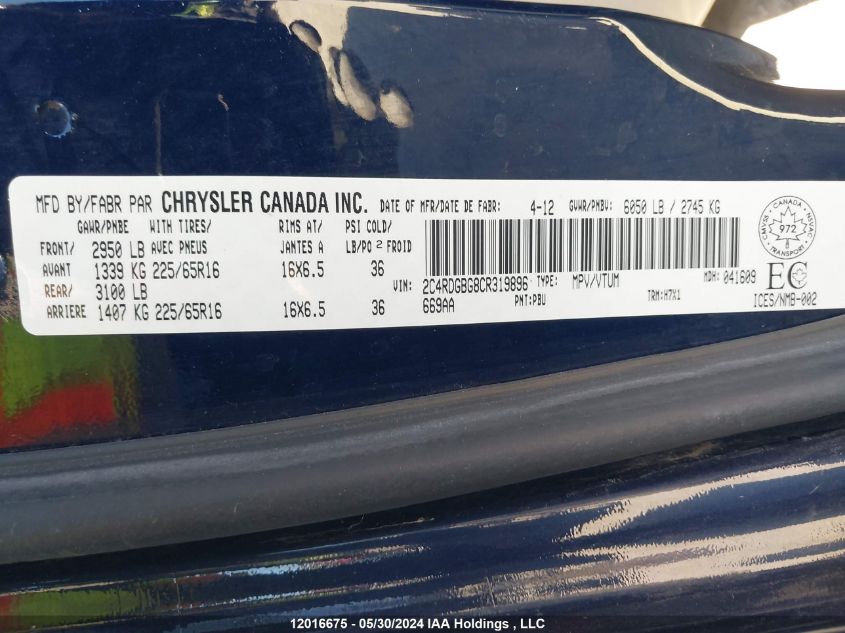 MFD BY/FABR PAR CHRYSLER CANADA INC. DATE OF MFR/DATE DE FABR: 4-12 GVWR/PNBV: 6050 LB / 2745 KG
GAWR/PNBE WITH TIRES/ RIMS AT/ PSI COLD/
FRONT/ 2950 LB AVEC PNEUS JANTES A LB/PO 2 FROID
AVANT 1339 KG 225/65R16 16X6.5 36
REAR/ 3100 LB
ARRIERE 1407 KG 225/65R16 16X6.5 36
VIN: 2C4RDGBG8CR319896 TYPE: MPV/VTUM MDH: 041609
669AA PNT:PBU TRM:H7X1
CMVSS CANADA NSVAC
972
TRANSPORT
EC
ICES/NMB-002
12016675 - 05/30/2024 IAA Holdings , LLC